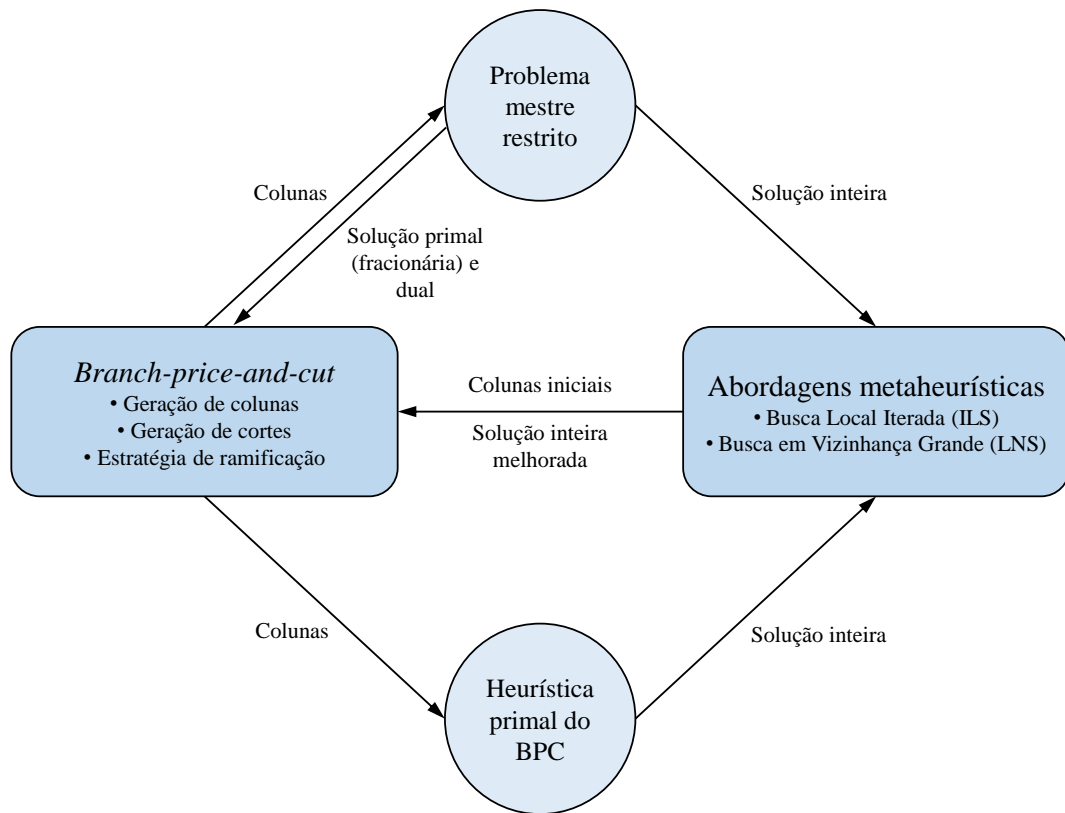 Problema
mestre
restrito
Colunas
Solução inteira
Solução primal
(fracionária) e
dual
Branch-price-and-cut
• Geração de colunas
• Geração de cortes
• Estratégia de ramificação
Colunas iniciais
Solução inteira
melhorada
Abordagens metaheurísticas
• Busca Local Iterada (ILS)
• Busca em Vizinhança Grande (LNS)
Colunas
Solução inteira
Heurística
primal do
BPC